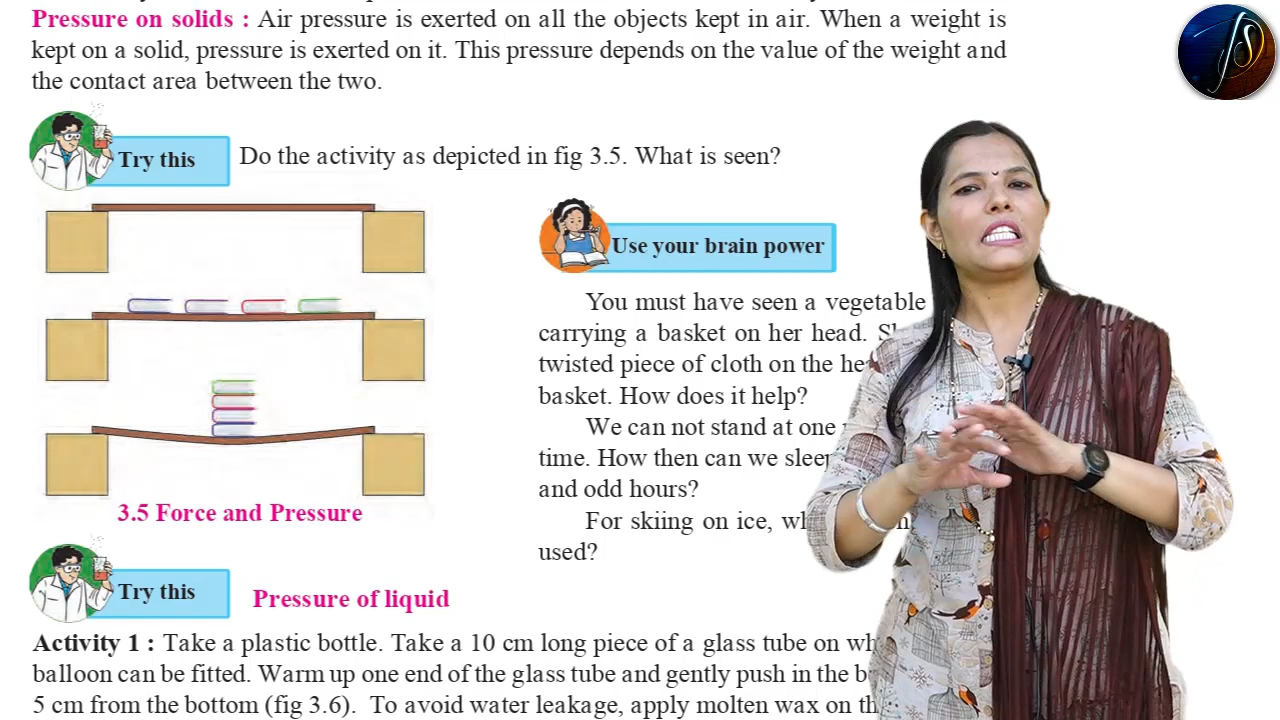 Pressure on solids : Air pressure is exerted on all the objects kept in air. When a weight is
kept on a solid, pressure is exerted on it. This pressure depends on the value of the weight and
the contact area between the two.
Try this
Do the activity as depicted in fig 3.5. What is seen?
Use your brain power
You must have seen a vegetable
carrying a basket on her head.
twisted piece of cloth on the
basket. How does it help?
We can not stand at one
time. How then can we sleep
and odd hours?
For skiing on ice,
used?
3.5 Force and Pressure
Try this
Pressure of liquid
Activity 1 : Take a plastic bottle. Take a 10 cm long piece of a glass tube on
balloon can be fitted. Warm up one end of the glass tube and gently push in the
5 cm from the bottom (fig 3.6). To avoid water leakage, apply molten wax on